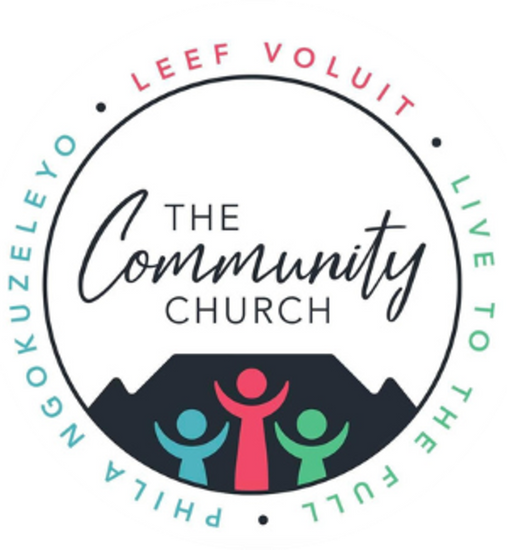 LEEF VOLUIT
LIVE TO THE FULL
PHILA NGOKUZELEYO
THE
Community
CHURCH